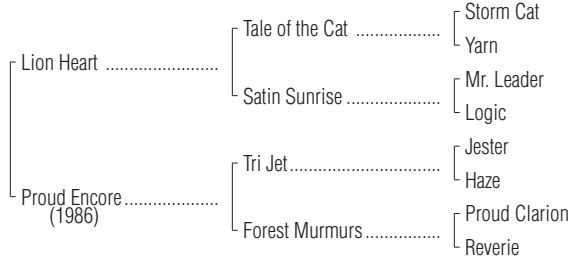 Storm Cat
Tale of the Cat ..................
Yarn
Lion Heart .......................
Mr. Leader
Satin Sunrise ....................
Logic
Jester
Tri Jet................................
Haze
Proud Encore....................
(1986)
Proud Clarion
Forest Murmurs................
Reverie